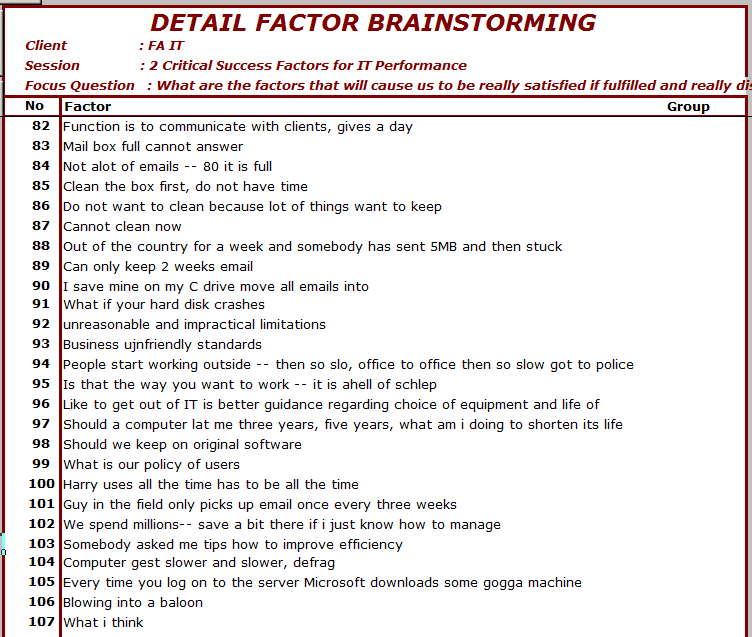 DETAIL FACTOR BRAINSTORMING
Client : FA IT
Session : 2 Critical Success Factors for IT Performance
Focus Question : What are the factors that will cause us to be really satisfied if fulfilled and really dis
No Factor Group
82 Function is to communicate with clients, gives a day
83 Mail box full cannot answer
84 Not alot of emails -- 80 it is full
85 Clean the box first, do not have time
86 Do not want to clean because lot of things want to keep
87 Cannot clean now
88 Out of the country for a week and somebody has sent 5MB and then stuck
89 Can only keep 2 weeks email
90 I save mine on my C drive move all emails into
91 What if your hard disk crashes
92 unreasonable and impractical limitations
93 Business ujnfriendly standards
94 People start working outside -- then so slo, office to office then so slow got to police
95 Is that the way you want to work -- it is ahell of schlep
96 Like to get out of IT is better guidance regarding choice of equipment and life of
97 Should a computer lat me three years, five years, what am i doing to shorten its life
98 Should we keep on original software
99 What is our policy of users
100 Harry uses all the time has to be all the time
101 Guy in the field only picks up email once every three weeks
102 We spend millions-- save a bit there if i just know how to manage
103 Somebody asked me tips how to improve efficiency
104 Computer gest slower and slower, defrag
105 Every time you log on to the server Microsoft downloads some gogga machine
106 Blowing into a baloon
107 What i think